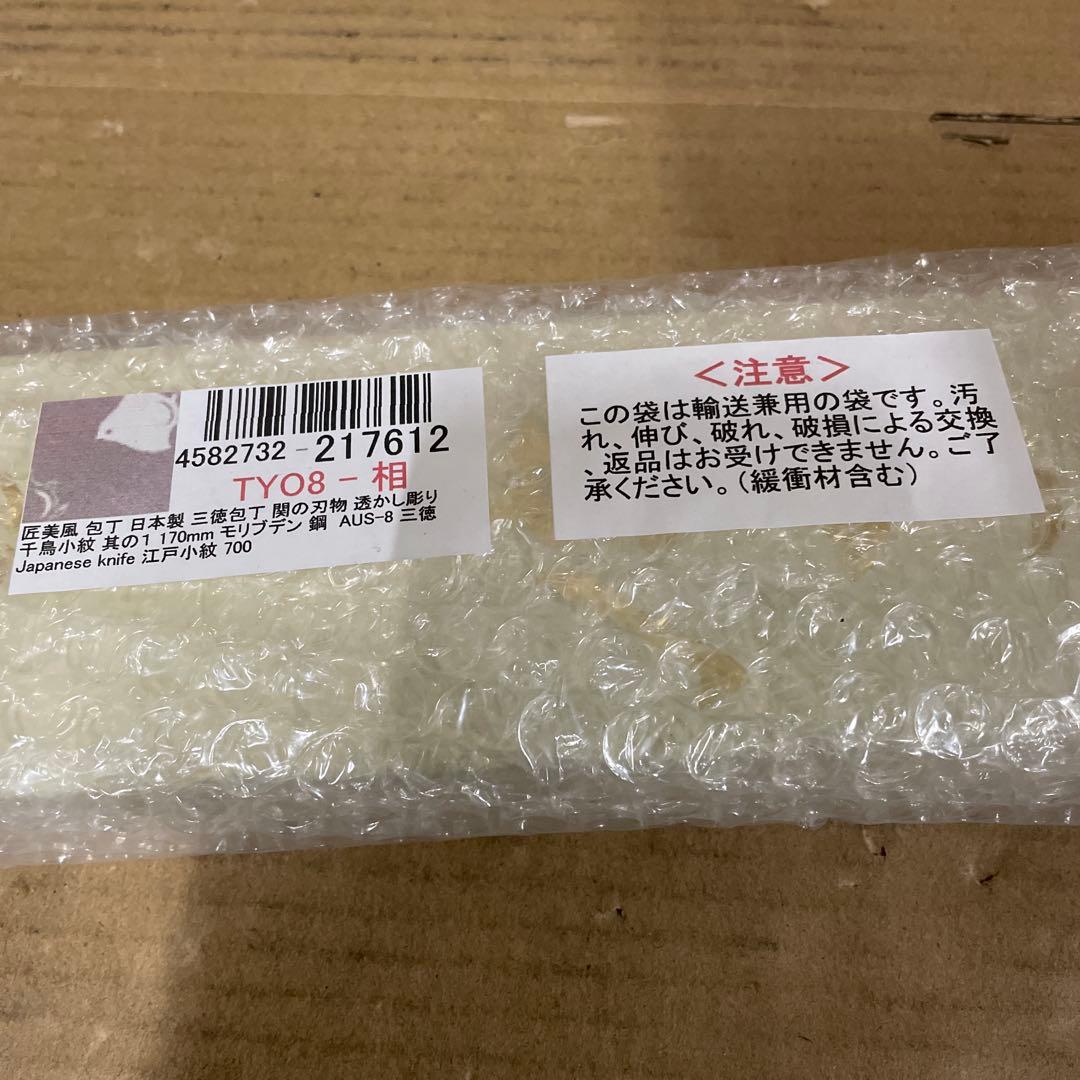 4582732-217612
TYO8-相
匠美風 包丁 日本製 三徳包丁 関の刃物 透かし彫り
千鳥小紋 其の1 170mm モリブデン 鋼 AUS-8 三徳
Japanese knife 江戸小紋 700
＜注意＞
この袋は輸送兼用の袋です。汚
れ、伸び、破れ、破損による交換
、返品はお受けできません。ご了
承ください。（緩衝材含む）